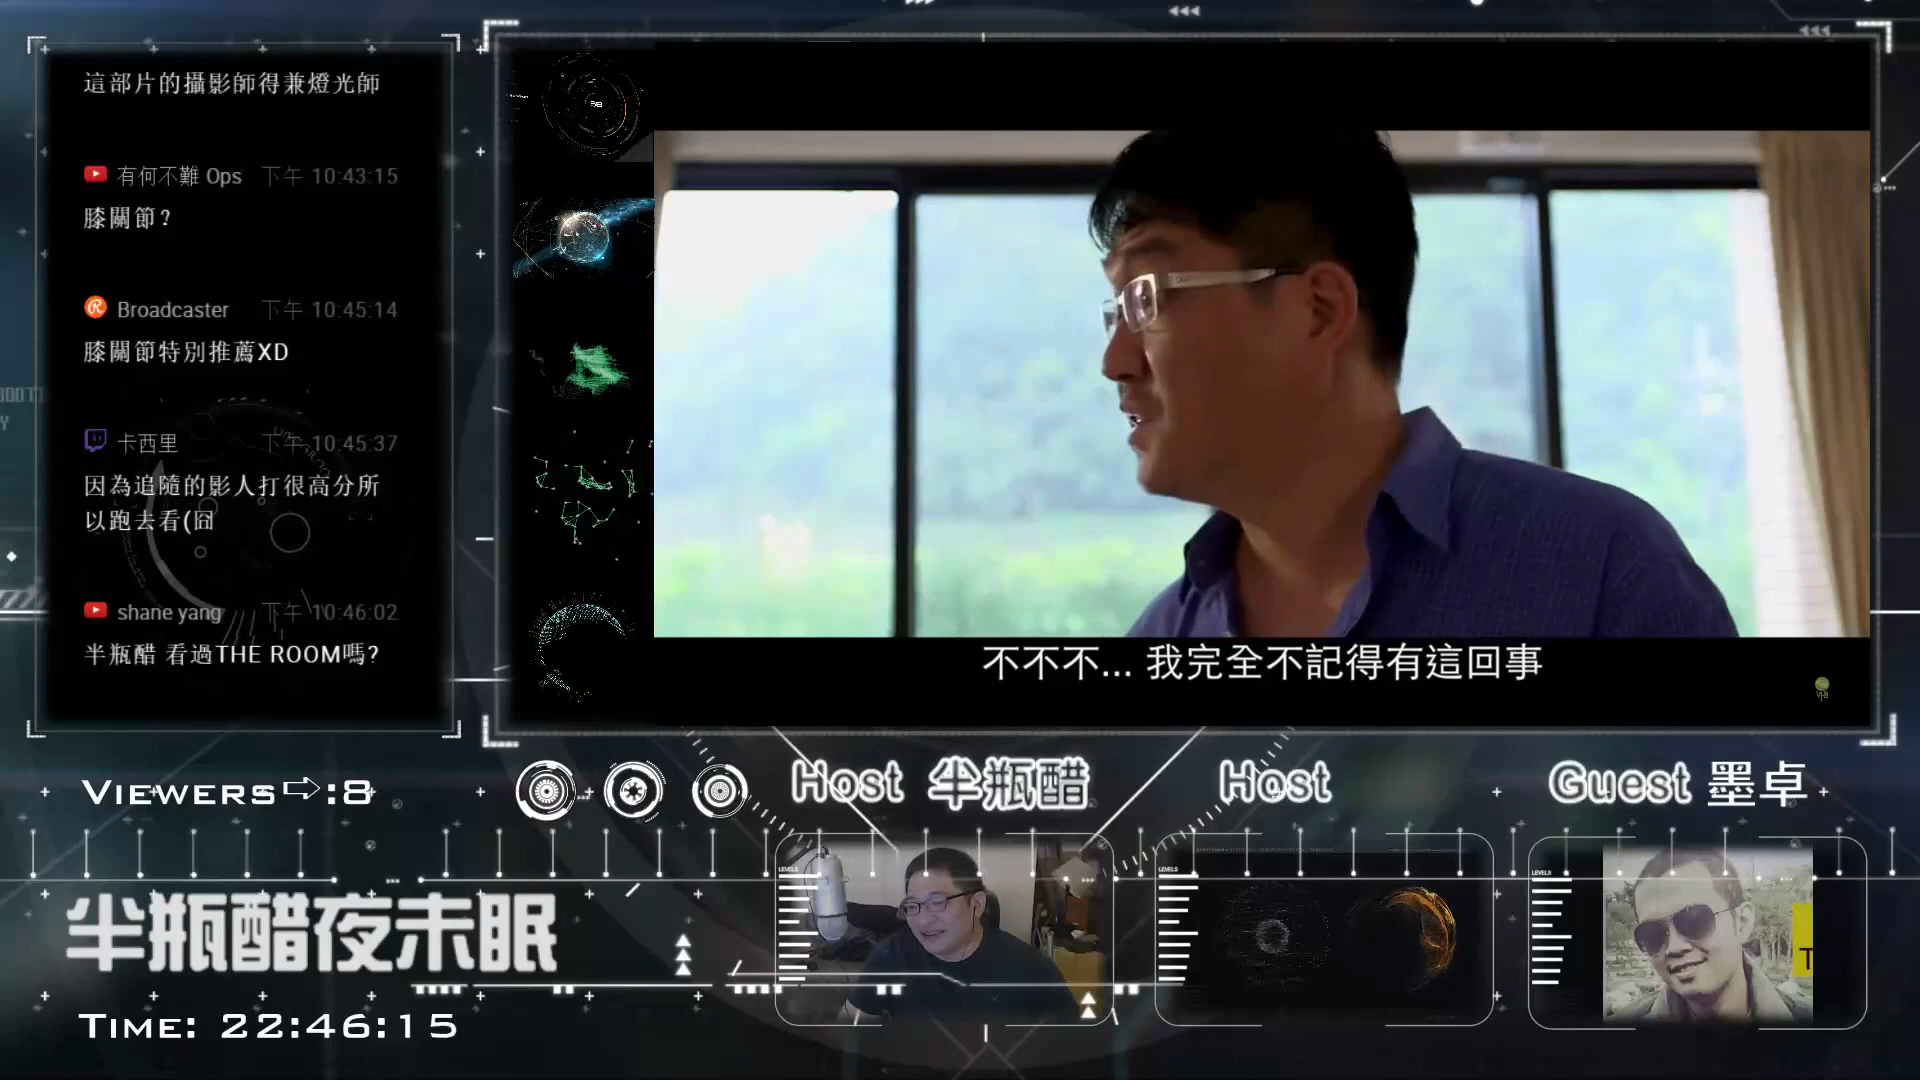 這部片的攝影師得兼燈光師
有何不難 Ops 下午 10:43:15
膝關節？
Broadcaster 下午 10:45:14
膝關節特別推薦XD
卡西里 下午 10:45:37
因為追隨的影人打很高分所
以跑去看(囧
shane yang 下午 10:46:02
半瓶醋 看過THE ROOM嗎?
不不不... 我完全不記得有這回事
VIEWERS⇨:8
Host 半瓶醋
Host
Guest 墨卓
LEVELS
LEVELS
LEVELS
T
半瓶醋夜未眠
TIME: 22:46:15